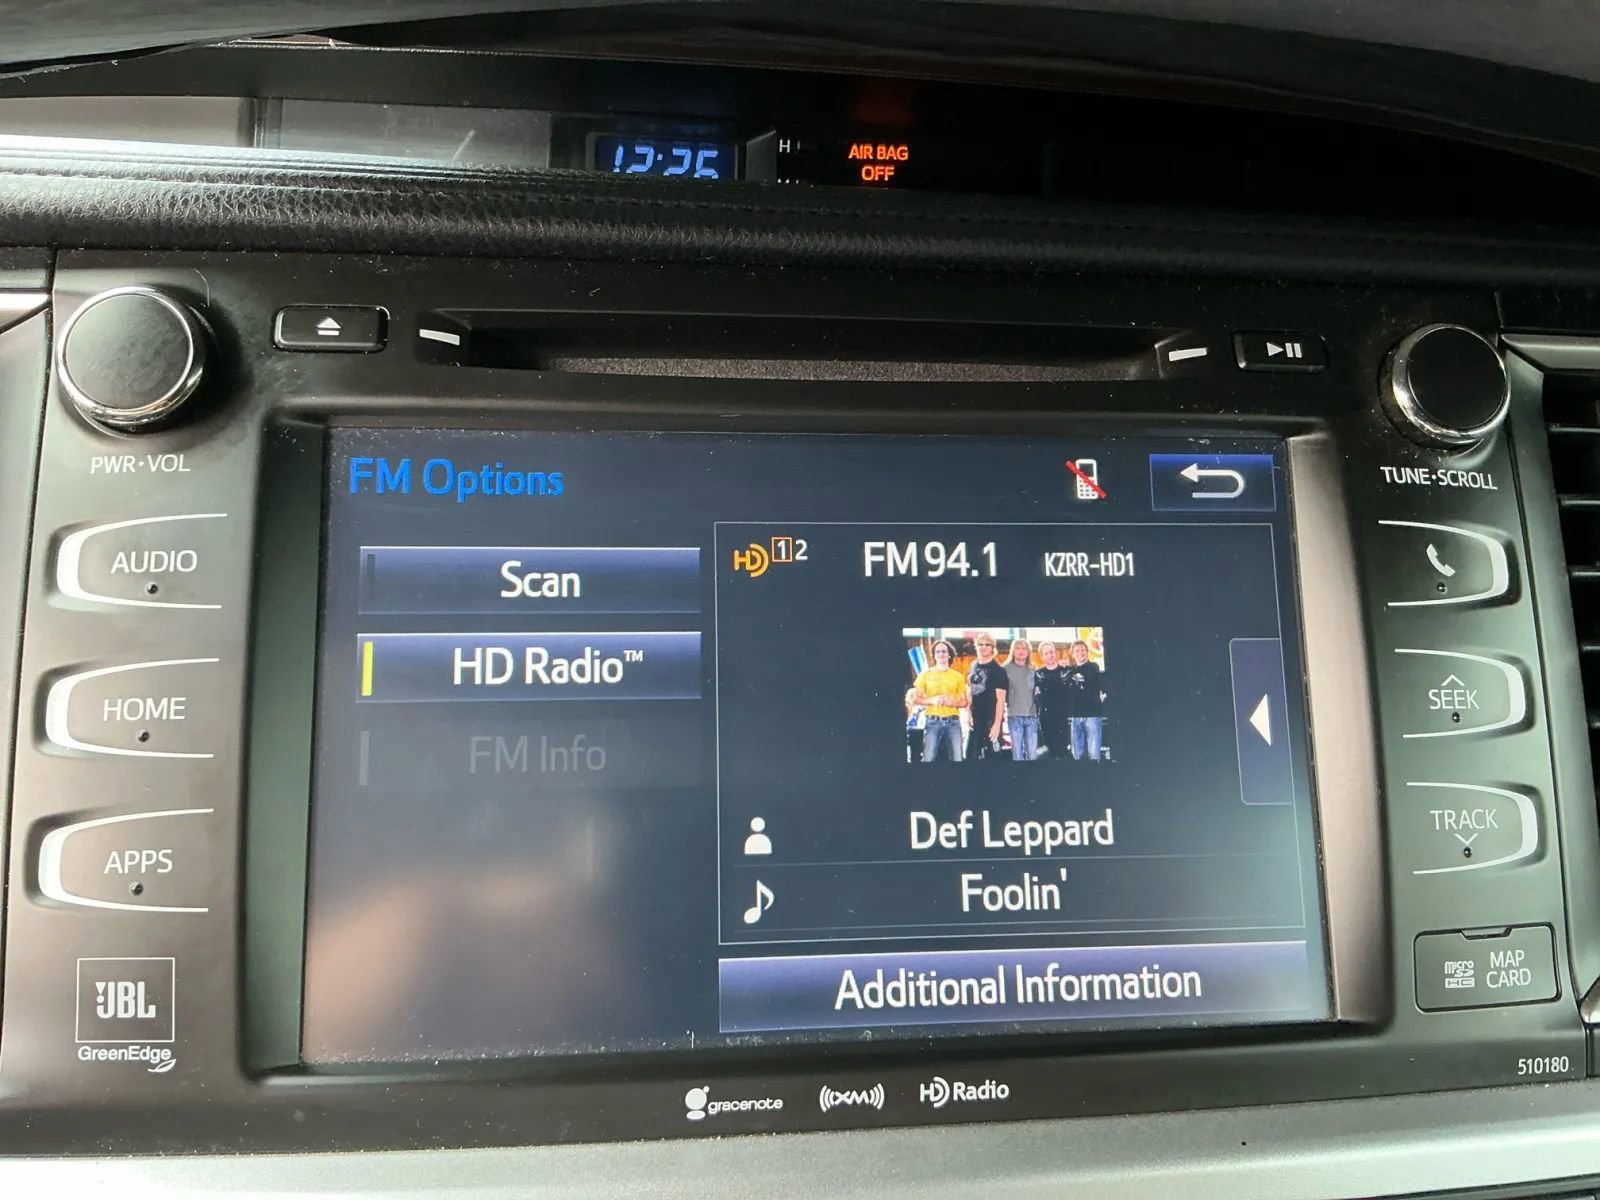 12:26
H
AIR BAG
OFF
PWR•VOL
TUNE•SCROLL
AUDIO
HOME
APPS
JBL
GreenEdge
FM Options
Scan
HD Radio™
FM Info
HD 1 2
FM 94.1
KZRR-HD1
Def Leppard
Foolin'
Additional Information
SEEK
TRACK
micro
SD
HC
MAP
CARD
510180
gracenote
((XM))
HD Radio